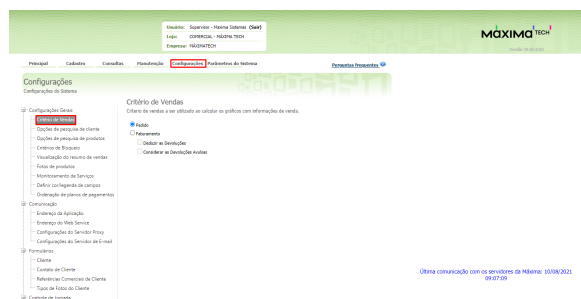 Usuário: Supervisor - Maxima Sistemas (Sair)
Loja: COMERCIAL - MÁXIMA TECH
Empresa: MÁXIMATECH
MÁXIMA TECH
Principal Cadastro Consultas Manutenção Configurações Parâmetros do Sistema Perguntas frequentes
Configurações
Configurações do Sistema
Critério de Vendas
Criterio de vendas a ser utilizado ao calcular os gráficos com informações de venda.
Pedido
Faturamento
Deduzir as Devoluções
Considerar as Devoluções Avulsas
Configurações Gerais
Critério de Vendas
Opções de pesquisa de cliente
Opções de pesquisa de produtos
Critérios de Bloqueio
Visualização do resumo de vendas
Fotos de produtos
Monitoramento de Serviços
Definir cor/legenda de campos
Ordenação de planos de pagamentos
Comunicação
Endereço da Aplicação
Endereço do Web Service
Configurações do Servidor Proxy
Configurações do Servidor de E-mail
Formulários
Cliente
Contato de Cliente
Referências Comerciais de Cliente
Tipos de Fotos do Cliente
Controle de Jornada
Última comunicação com os servidores da Máxima: 10/08/2021
09:07:09